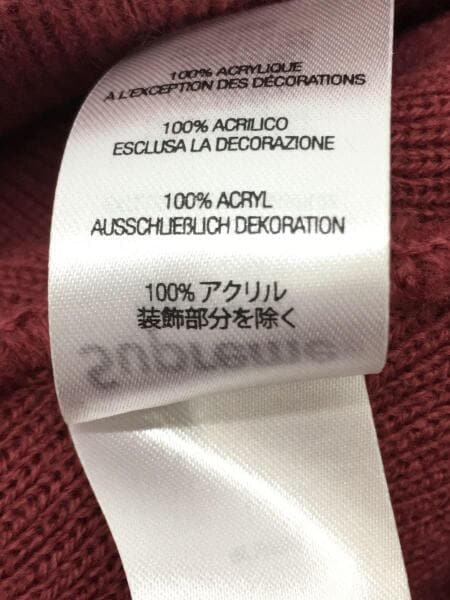 100% ACRYLIQUE
A L'EXCEPTION DES DÉCORATIONS
100% ACRILICO
ESCLUSA LA DECORAZIONE
100% ACRYL
AUSSCHLIEßLICH DEKORATION
100% アクリル
装飾部分を除く
Supreme